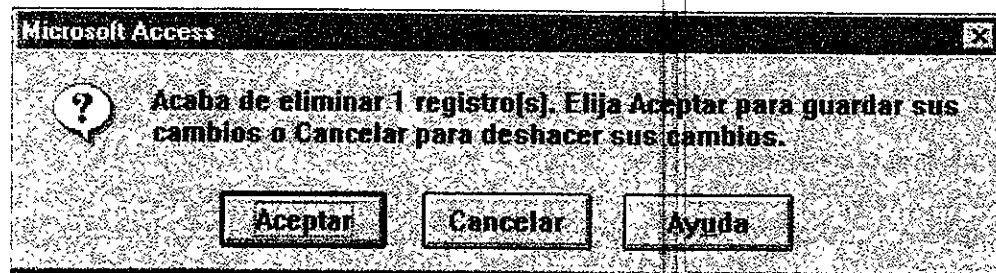 Microsoft Access
Acaba de eliminar 1 registro(s). Elija Aceptar para guardar sus
cambios o Cancelar para deshacer sus cambios.
Aceptar Cancelar Ayuda